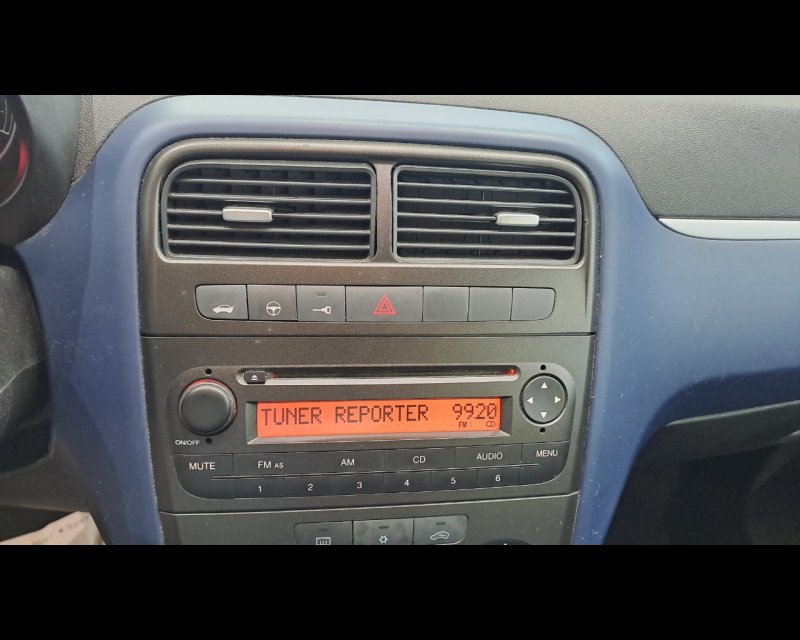 TUNER REPORTER 9920
FM
ON/OFF
MUTE FM AS AM CD AUDIO MENU
1 2 3 4 5 6